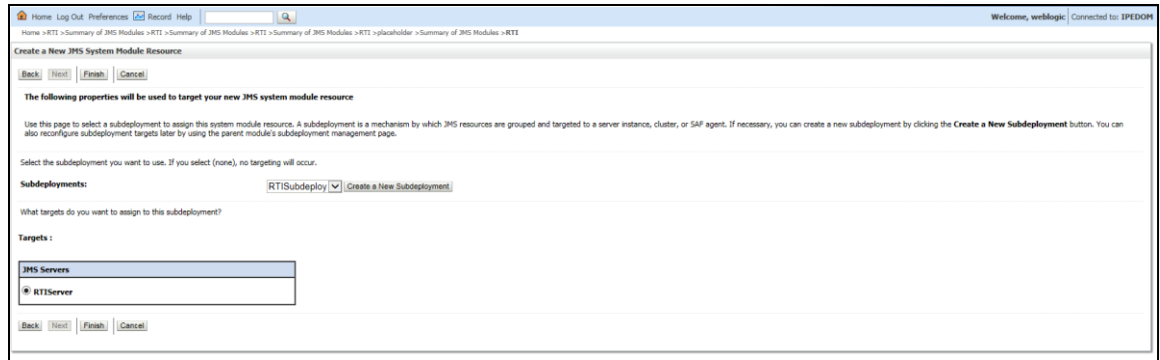 Home Log Out Preferences Record Help Welcome, weblogic Connected to: IPEDOM
Home >RTI >Summary of JMS Modules >RTI >Summary of JMS Modules >RTI >Summary of JMS Modules >RTI >placeholder >Summary of JMS Modules >RTI
Create a New JMS System Module Resource
Back Next Finish Cancel
The following properties will be used to target your new JMS system module resource
Use this page to select a subdeployment to assign this system module resource. A subdeployment is a mechanism by which JMS resources are grouped and targeted to a server instance, cluster, or SAF agent. If necessary, you can create a new subdeployment by clicking the Create a New Subdeployment button. You can
also reconfigure subdeployment targets later by using the parent module's subdeployment management page.
Select the subdeployment you want to use. If you select (none), no targeting will occur.
Subdeployments: RTISubdeploy Create a New Subdeployment
What targets do you want to assign to this subdeployment?
Targets :
JMS Servers
RTIServer
Back Next Finish Cancel